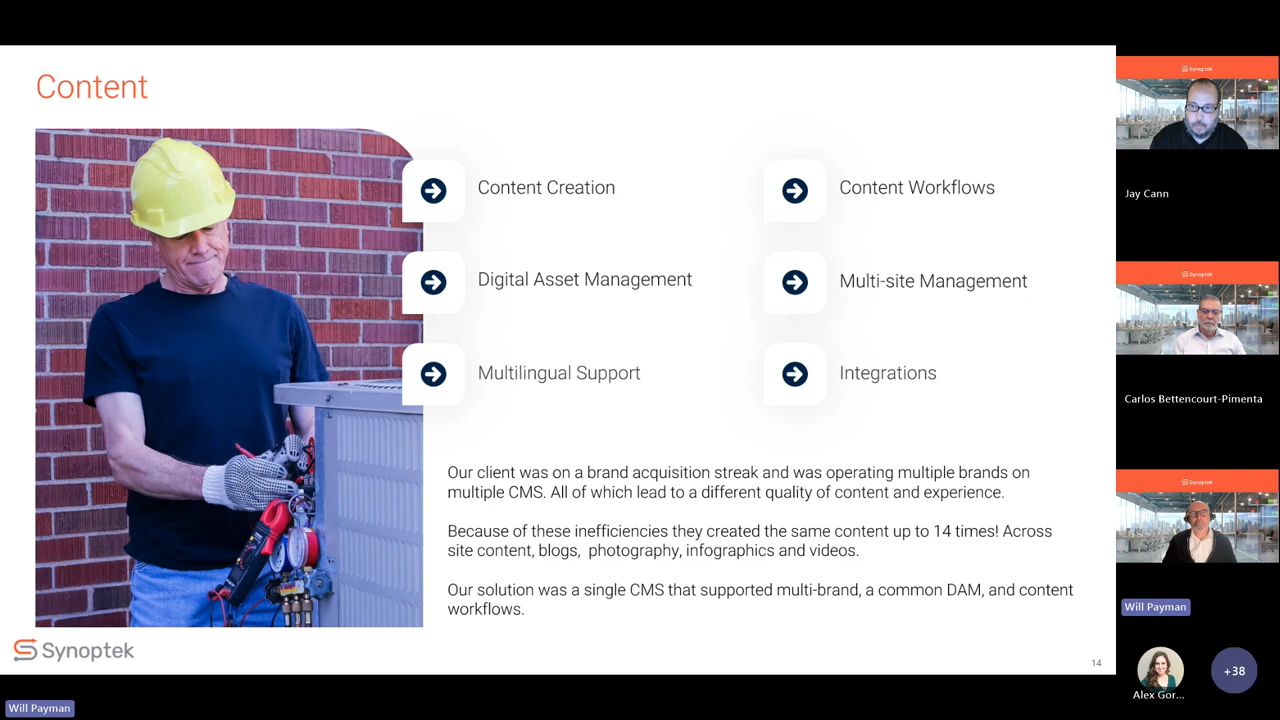 Content
Content Creation
Content Workflows
Digital Asset Management
Multi-site Management
Multilingual Support
Integrations
Our client was on a brand acquisition streak and was operating multiple brands on
multiple CMS. All of which lead to a different quality of content and experience.
Because of these inefficiencies they created the same content up to 14 times! Across
site content, blogs,  photography, infographics and videos.
Our solution was a single CMS that supported multi-brand, a common DAM, and content
workflows.
Synoptek
14
Will Payman
Synoptek
Jay Cann
Synoptek
Carlos Bettencourt-Pimenta
Synoptek
Will Payman
Alex Gor...
+38